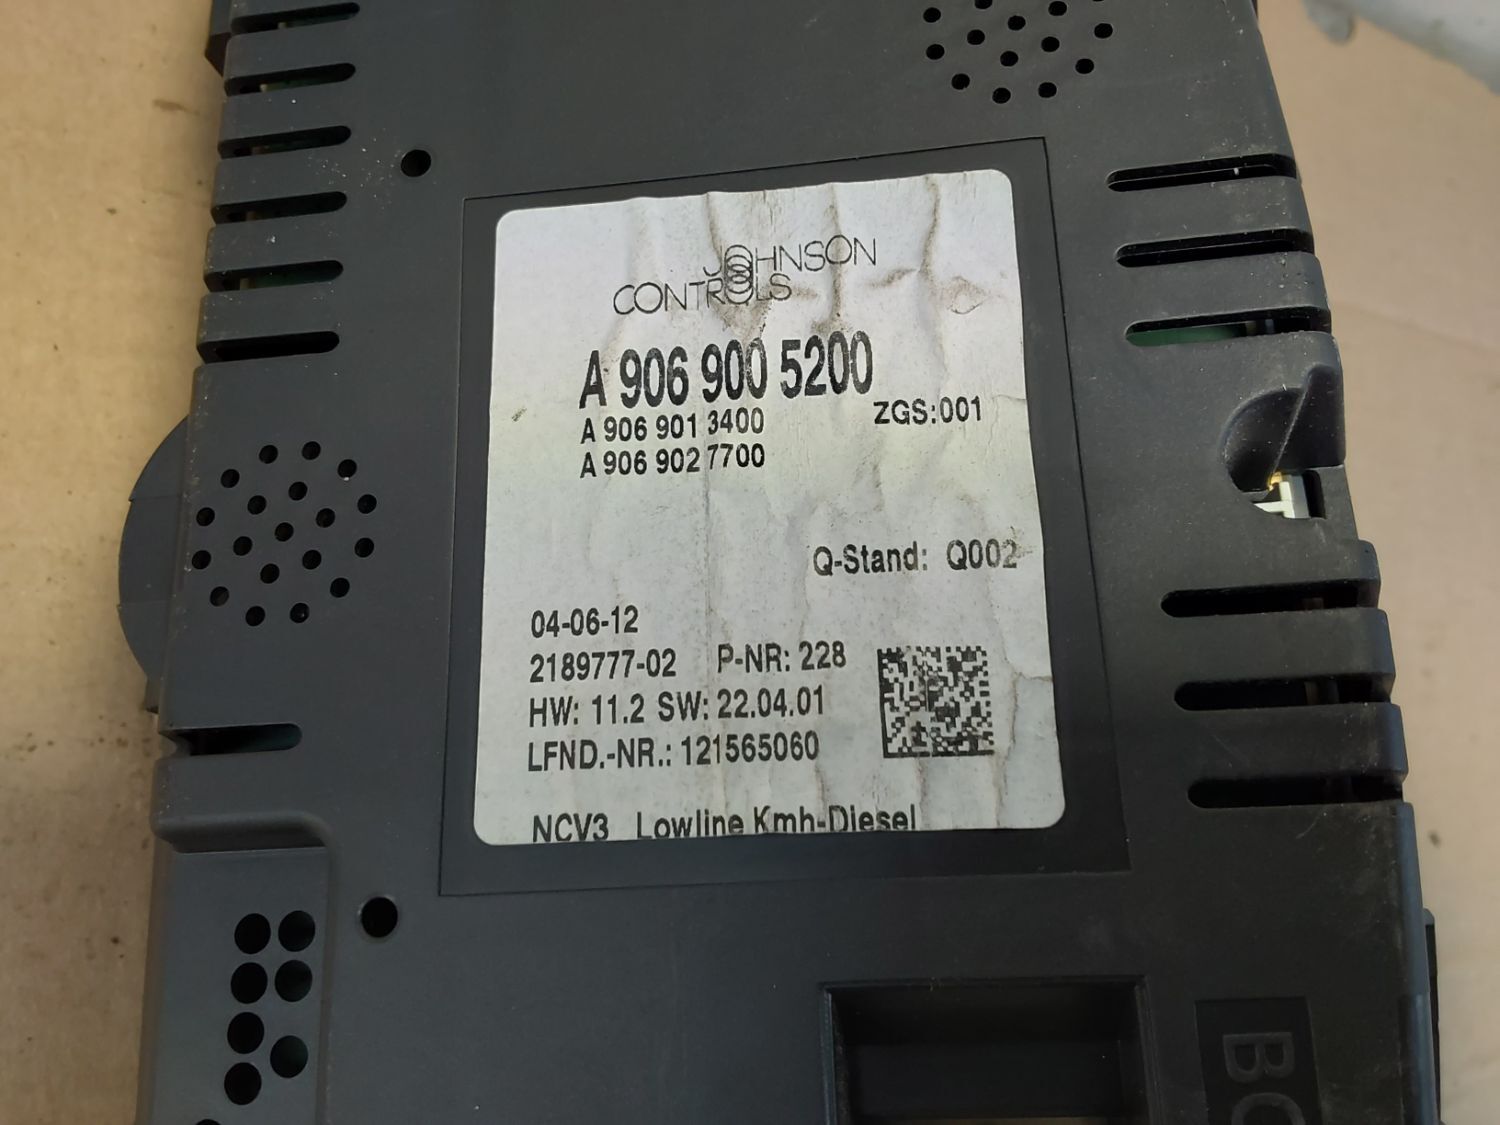 JOHNSON
CONTROLS
A 906 900 5200
A 906 901 3400 ZGS:001
A 906 902 7700
Q-Stand: Q002
04-06-12
2189777-02 P-NR: 228
HW: 11.2 SW: 22.04.01
LFND.-NR.: 121565060
NCV3 Lowline Kmh-Diesel